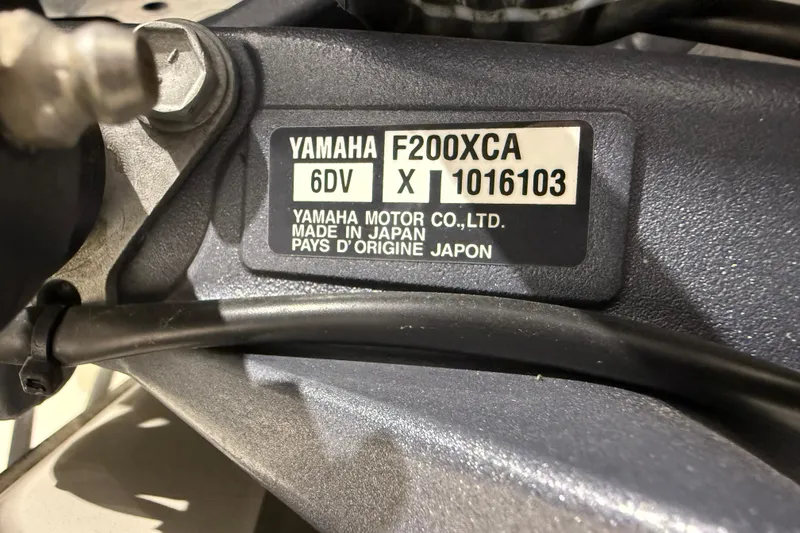 YAMAHA F200XCA
6DV X 1016103
YAMAHA MOTOR CO.,LTD.
MADE IN JAPAN
PAYS D'ORIGINE JAPON